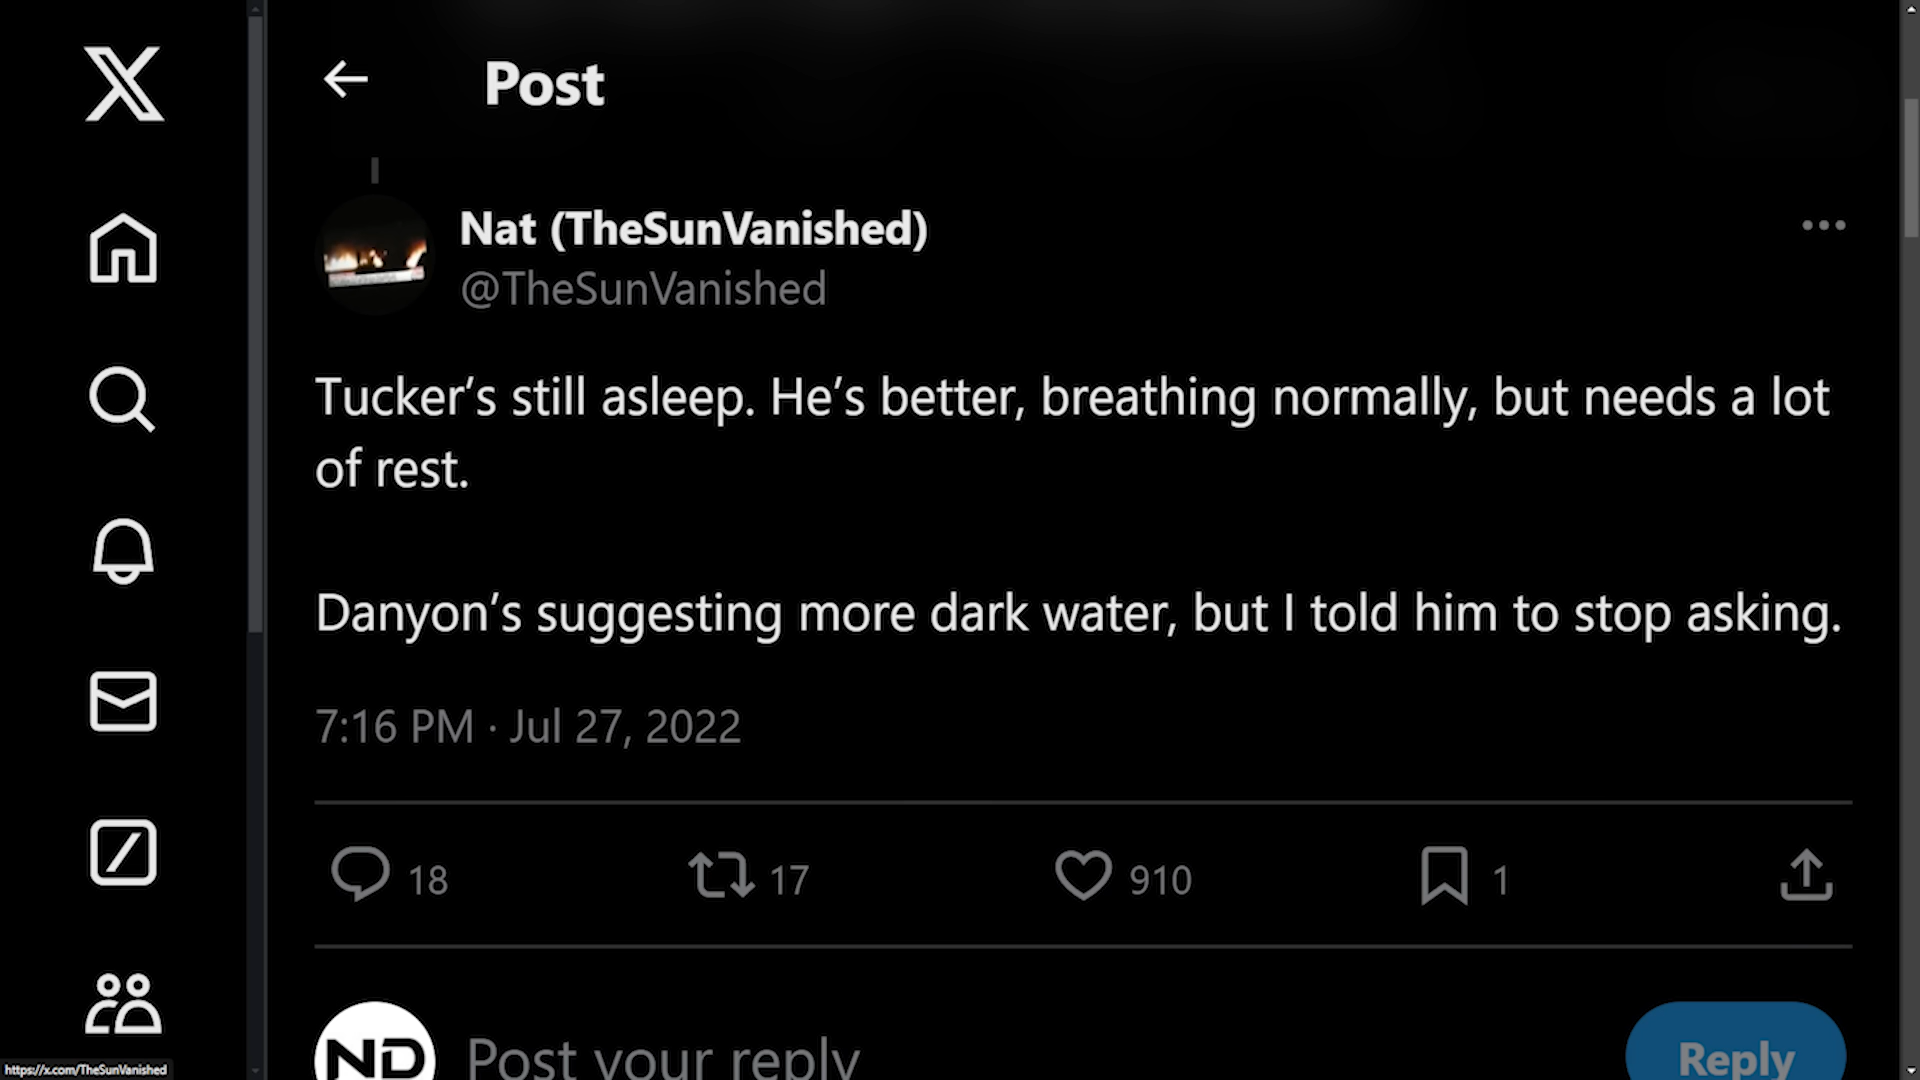 Post
Nat (TheSunVanished)
@TheSunVanished
Tucker’s still asleep. He’s better, breathing normally, but needs a lot
of rest.
Danyon’s suggesting more dark water, but I told him to stop asking.
7:16 PM · Jul 27, 2022
18 17 910 1
ND Post your reply Reply
https://x.com/TheSunVanished